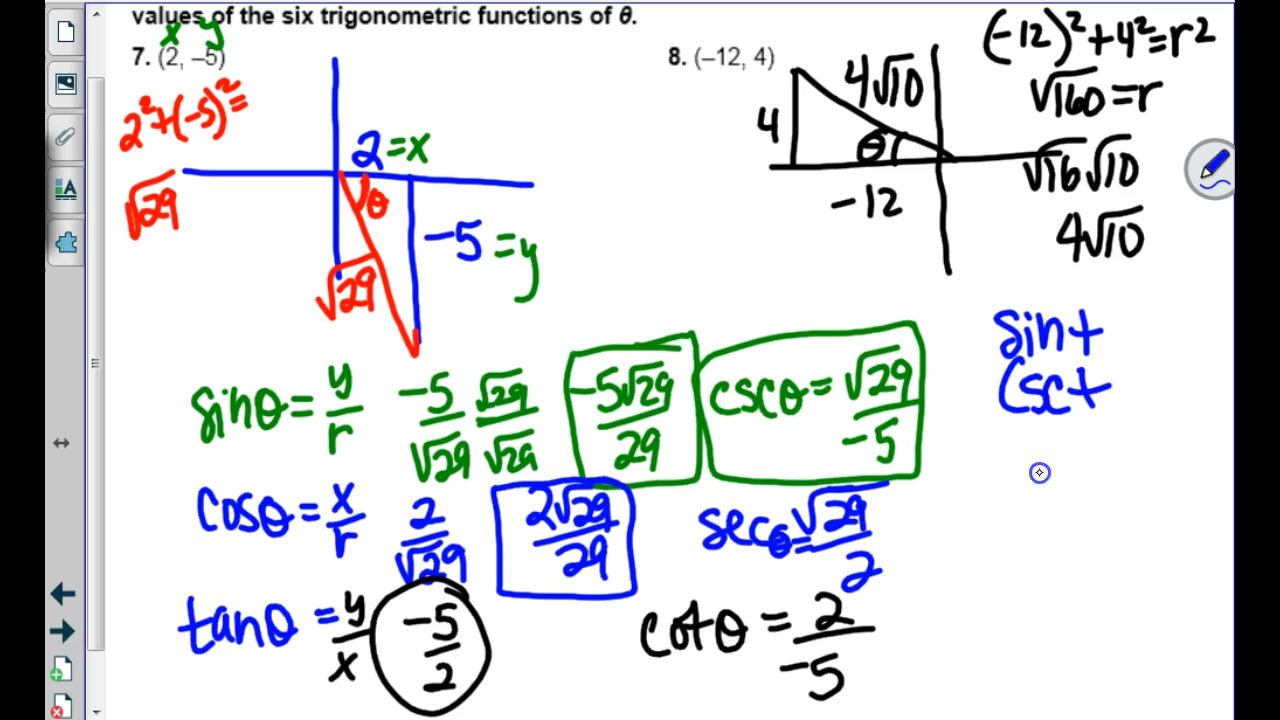 values of the six trigonometric functions of θ.
x y
7. (2, –5)
2²+(-5)²=
√29
2=x
θ
-5=y
√29
8. (–12, 4)
(-12)²+4²=r²
√160=r
√16√10
4√10
4√10
4
θ
-12
sin+
csc+
sinθ= y/r -5/√29 √29/√29 -5√29/29 cscθ= √29/-5
cosθ= x/r 2/√29 2√29/29 secθ= √29/2
tanθ= y/x -5/2 cotθ= 2/-5